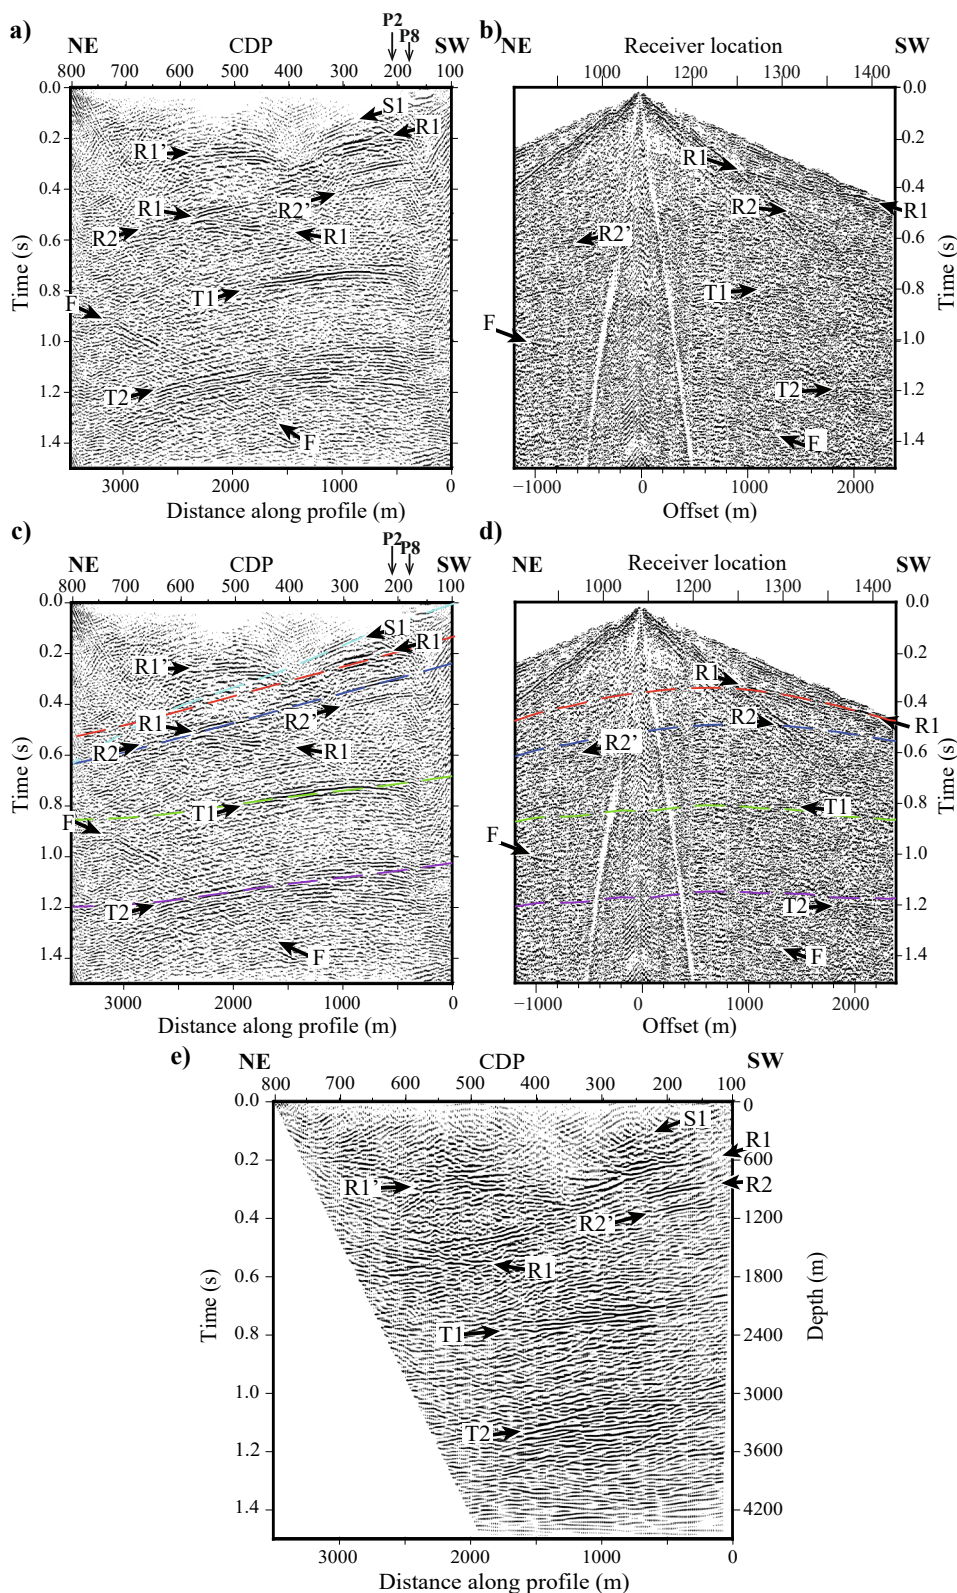 a)
NE CDP P2 P8 SW
800 700 600 500 400 300 200 100
0.0
0.2
0.4
0.6
0.8
1.0
1.2
1.4
Time (s)
S1
R1
R1'
R2'
R1
R2
R1
T1
F
T2
F
3000 2000 1000 0
Distance along profile (m)
b)
NE Receiver location SW
1000 1100 1200 1300 1400
0.0
0.2
0.4
0.6
0.8
1.0
1.2
1.4
Time (s)
R1
R2
R1
R2'
T1
F
T2
F
−1000 0 1000 2000
Offset (m)
c)
NE CDP P2 P8 SW
800 700 600 500 400 300 200 100
0.0
0.2
0.4
0.6
0.8
1.0
1.2
1.4
Time (s)
S1
R1
R1'
R2'
R1
R2
R1
T1
F
T2
F
3000 2000 1000 0
Distance along profile (m)
d)
NE Receiver location SW
1000 1100 1200 1300 1400
0.0
0.2
0.4
0.6
0.8
1.0
1.2
1.4
Time (s)
R1
R2
R1
R2'
T1
F
T2
F
−1000 0 1000 2000
Offset (m)
e)
NE CDP SW
800 700 600 500 400 300 200 100
0.0
0.2
0.4
0.6
0.8
1.0
1.2
1.4
Time (s)
S1
R1
R2
R1'
R2'
R1
T1
T2
0
600
1200
1800
2400
3000
3600
4200
Depth (m)
3000 2000 1000 0
Distance along profile (m)